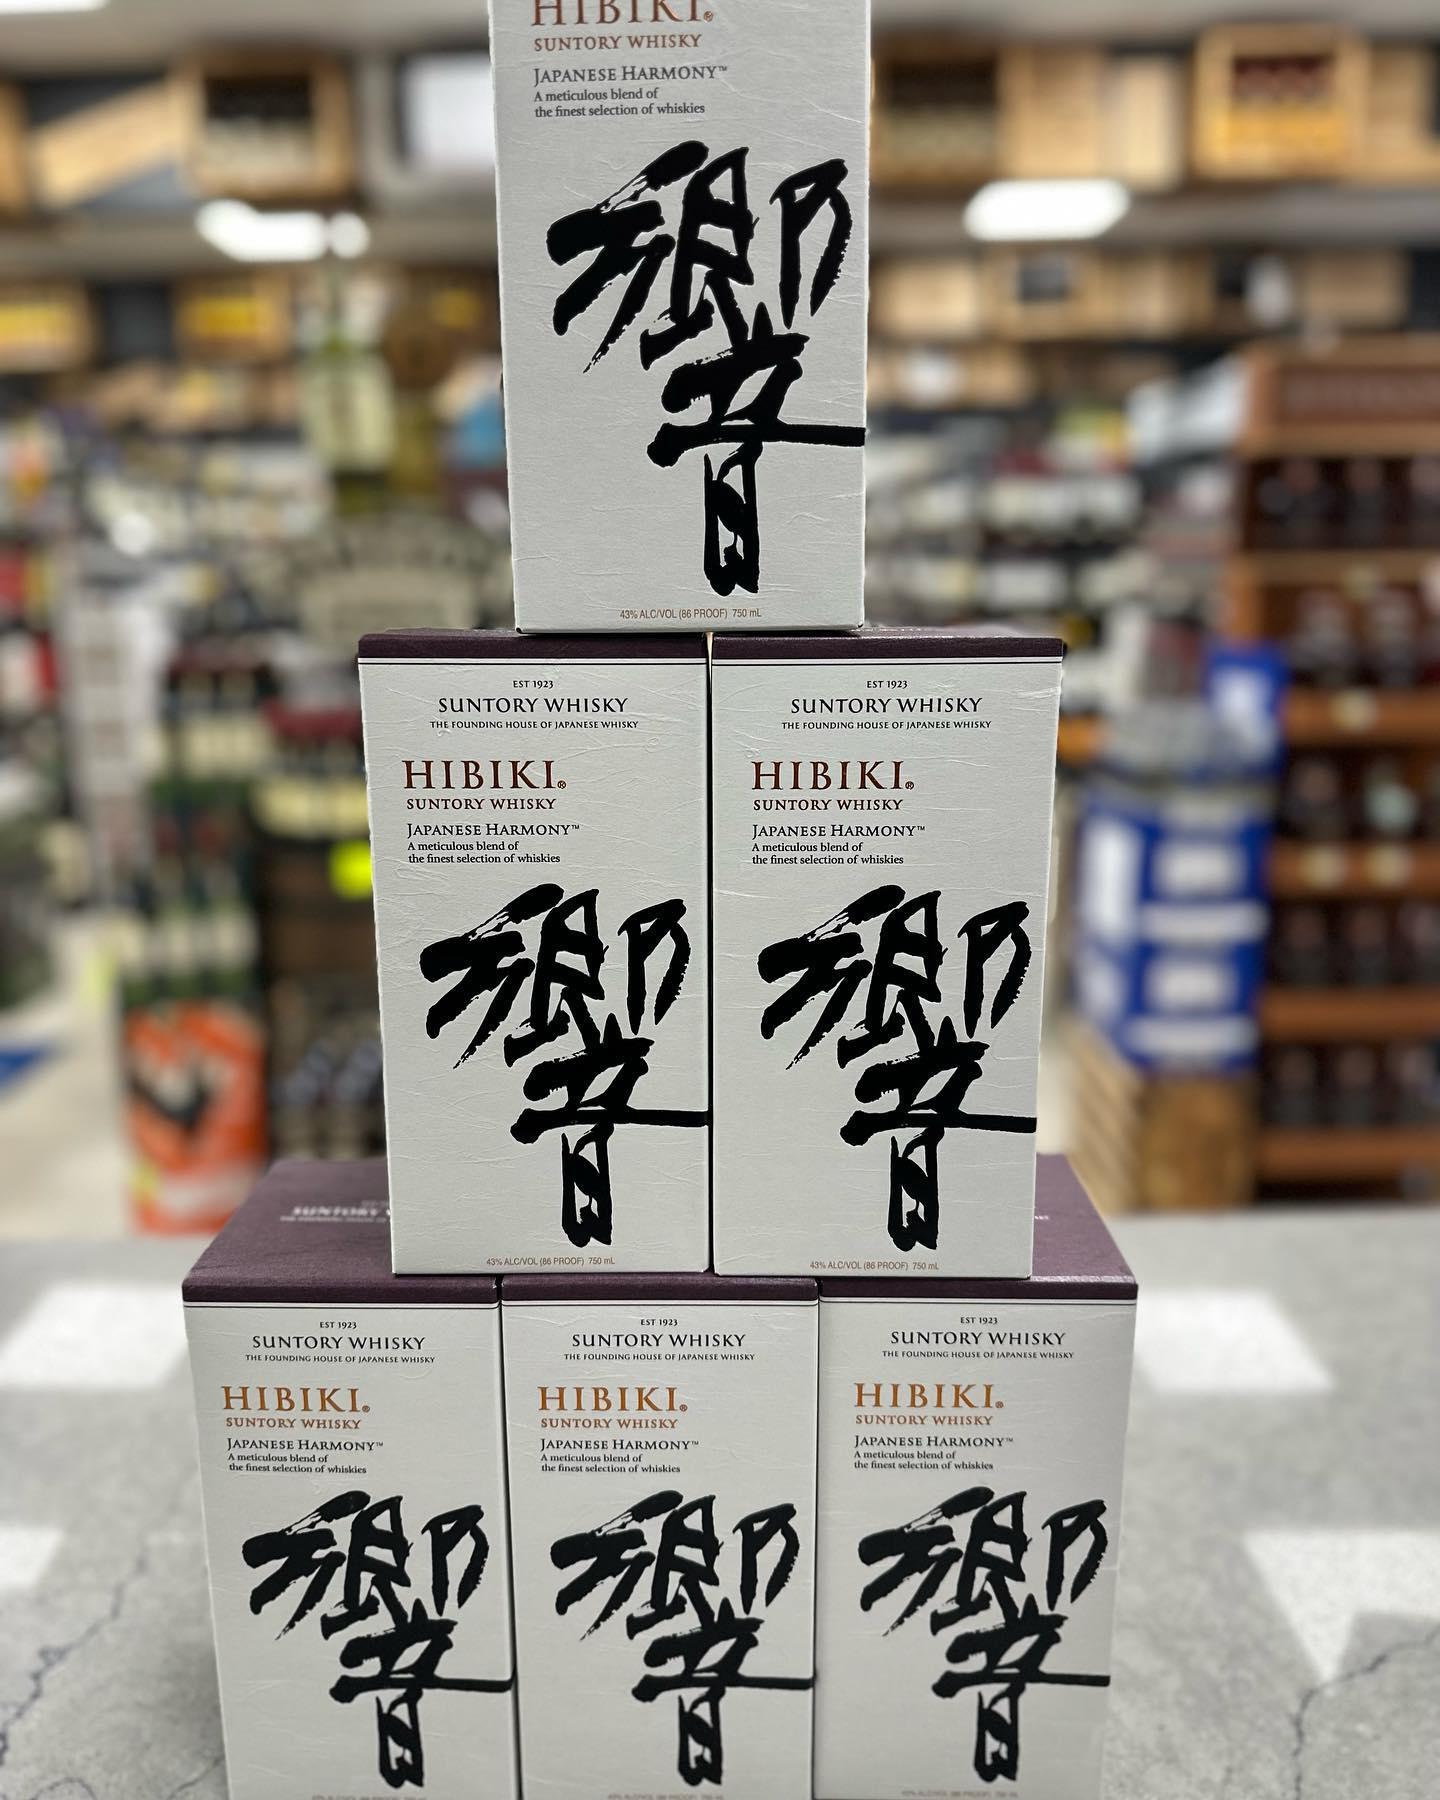 HIBIKI®
SUNTORY WHISKY
JAPANESE HARMONY™
A meticulous blend of
the finest selection of whiskies
響
43% ALC/VOL (86 PROOF) 750 mL
EST 1923
SUNTORY WHISKY
THE FOUNDING HOUSE OF JAPANESE WHISKY
HIBIKI®
SUNTORY WHISKY
JAPANESE HARMONY™
A meticulous blend of
the finest selection of whiskies
響
43% ALC/VOL (86 PROOF) 750 mL
EST 1923
SUNTORY WHISKY
THE FOUNDING HOUSE OF JAPANESE WHISKY
HIBIKI®
SUNTORY WHISKY
JAPANESE HARMONY™
A meticulous blend of
the finest selection of whiskies
響
43% ALC/VOL (86 PROOF) 750 mL
EST 1923
SUNTORY WHISKY
THE FOUNDING HOUSE OF JAPANESE WHISKY
HIBIKI®
SUNTORY WHISKY
JAPANESE HARMONY™
A meticulous blend of
the finest selection of whiskies
響
EST 1923
SUNTORY WHISKY
THE FOUNDING HOUSE OF JAPANESE WHISKY
HIBIKI®
SUNTORY WHISKY
JAPANESE HARMONY™
A meticulous blend of
the finest selection of whiskies
響
EST 1923
SUNTORY WHISKY
THE FOUNDING HOUSE OF JAPANESE WHISKY
HIBIKI®
SUNTORY WHISKY
JAPANESE HARMONY™
A meticulous blend of
the finest selection of whiskies
響